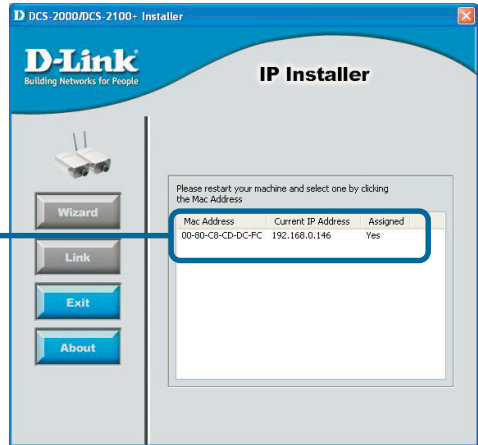 DCS-2000/DCS-2100+ Installer
D-Link
Building Networks for People
IP Installer
Please restart your machine and select one by clicking
the Mac Address
Mac Address Current IP Address Assigned
00-80-C8-CD-DC-FC 192.168.0.146 Yes
Wizard
Link
Exit
About